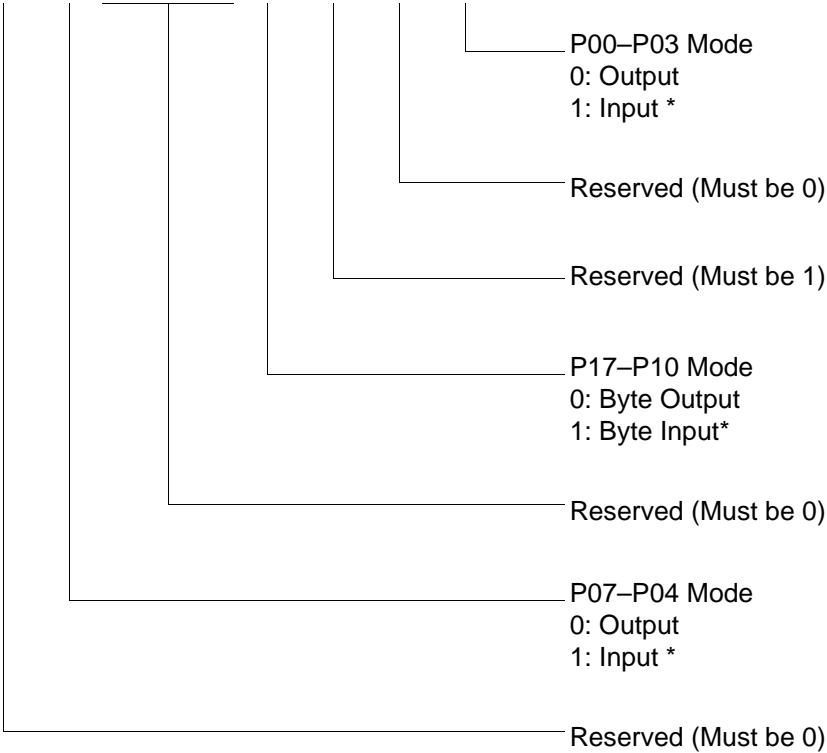 P00–P03 Mode
0: Output
1: Input *
Reserved (Must be 0)
Reserved (Must be 1)
P17–P10 Mode
0: Byte Output
1: Byte Input*
Reserved (Must be 0)
P07–P04 Mode
0: Output
1: Input *
Reserved (Must be 0)